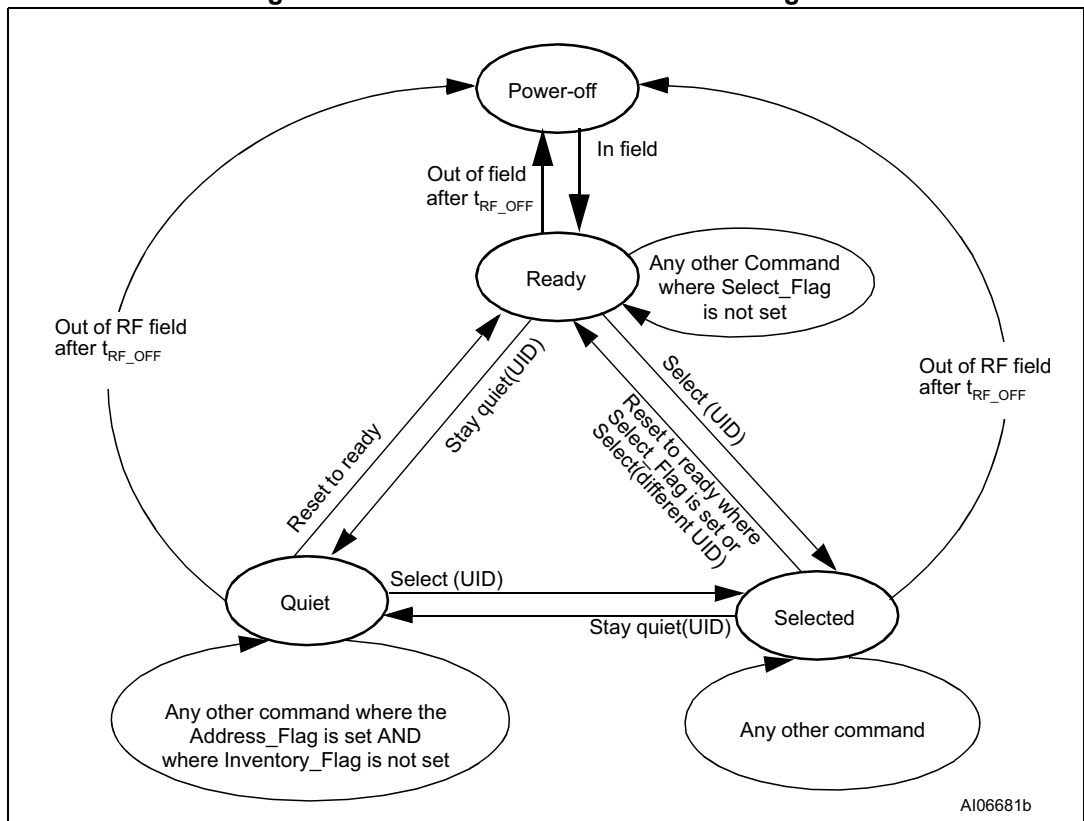 Power-off
In field
Out of field
after tRF_OFF
Ready
Any other Command
where Select_Flag
is not set
Out of RF field
after tRF_OFF
Out of RF field
after tRF_OFF
Reset to ready
Stay quiet(UID)
Select (UID)
Reset to ready where
Select_Flag is set or
Select(different UID)
Quiet
Select (UID)
Stay quiet(UID)
Selected
Any other command where the
Address_Flag is set AND
where Inventory_Flag is not set
Any other command
AI06681b